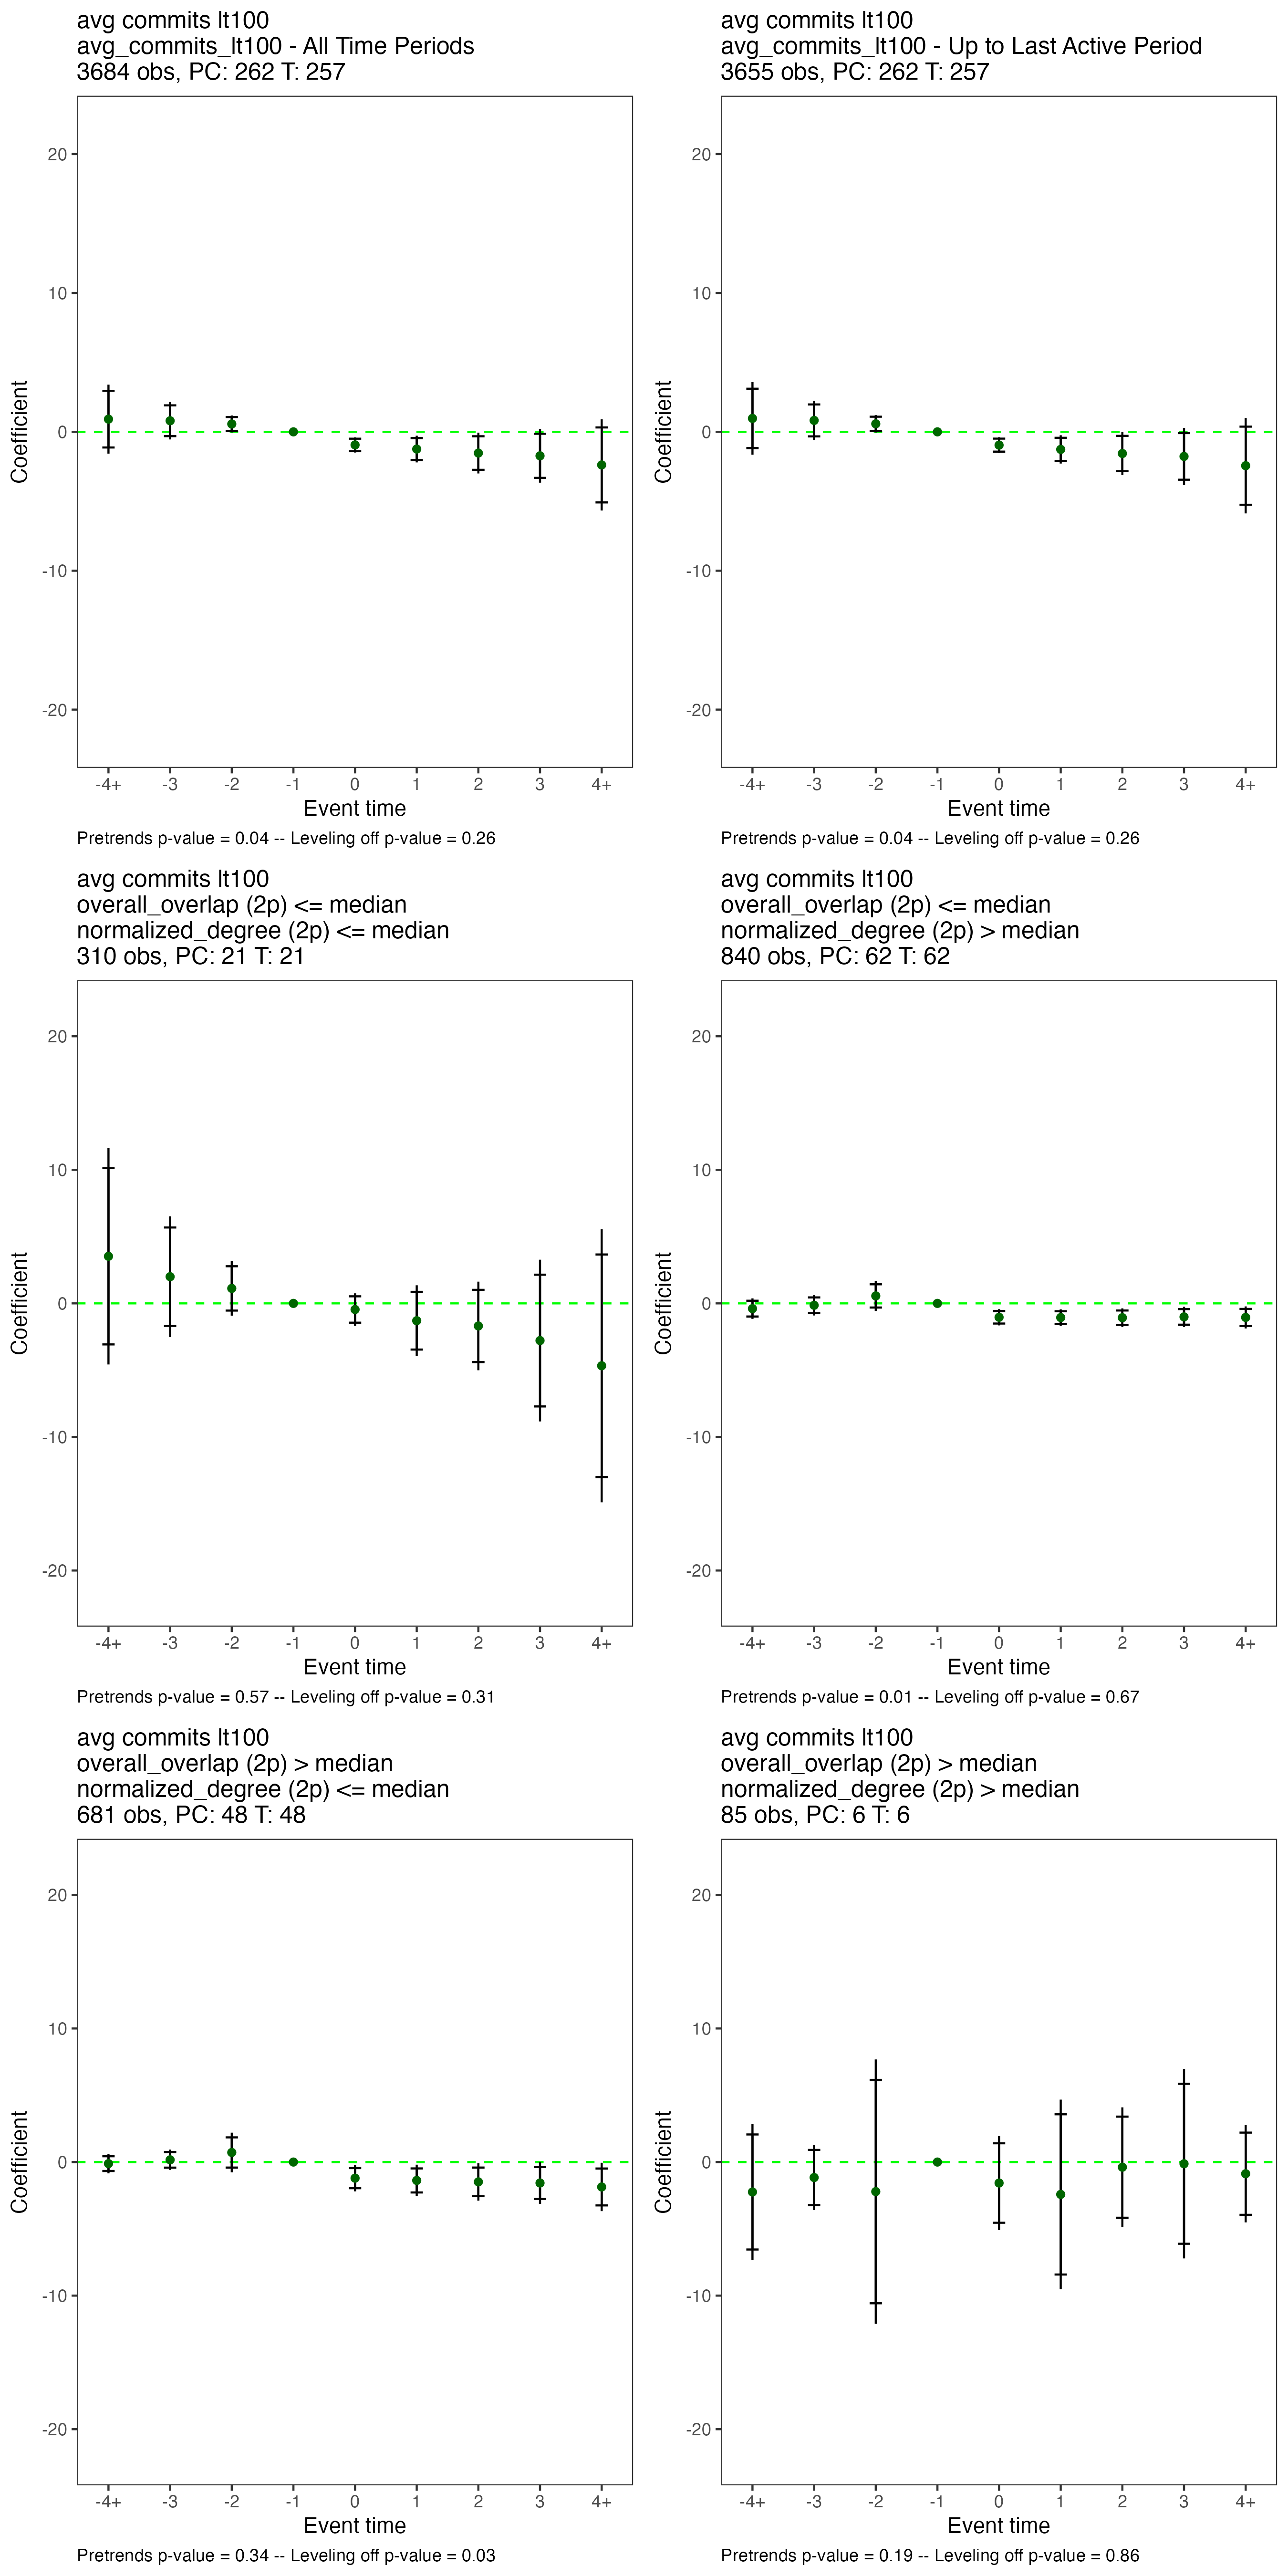 avg commits lt100
avg_commits_lt100 - All Time Periods
3684 obs, PC: 262 T: 257
Coefficient
20
10
0
-10
-20
-4+ -3 -2 -1 0 1 2 3 4+
Event time
Pretrends p-value = 0.04 -- Leveling off p-value = 0.26
avg commits lt100
avg_commits_lt100 - Up to Last Active Period
3655 obs, PC: 262 T: 257
Coefficient
20
10
0
-10
-20
-4+ -3 -2 -1 0 1 2 3 4+
Event time
Pretrends p-value = 0.04 -- Leveling off p-value = 0.26
avg commits lt100
overall_overlap (2p) <= median
normalized_degree (2p) <= median
310 obs, PC: 21 T: 21
Coefficient
20
10
0
-10
-20
-4+ -3 -2 -1 0 1 2 3 4+
Event time
Pretrends p-value = 0.57 -- Leveling off p-value = 0.31
avg commits lt100
overall_overlap (2p) <= median
normalized_degree (2p) > median
840 obs, PC: 62 T: 62
Coefficient
20
10
0
-10
-20
-4+ -3 -2 -1 0 1 2 3 4+
Event time
Pretrends p-value = 0.01 -- Leveling off p-value = 0.67
avg commits lt100
overall_overlap (2p) > median
normalized_degree (2p) <= median
681 obs, PC: 48 T: 48
Coefficient
20
10
0
-10
-20
-4+ -3 -2 -1 0 1 2 3 4+
Event time
Pretrends p-value = 0.34 -- Leveling off p-value = 0.03
avg commits lt100
overall_overlap (2p) > median
normalized_degree (2p) > median
85 obs, PC: 6 T: 6
Coefficient
20
10
0
-10
-20
-4+ -3 -2 -1 0 1 2 3 4+
Event time
Pretrends p-value = 0.19 -- Leveling off p-value = 0.86